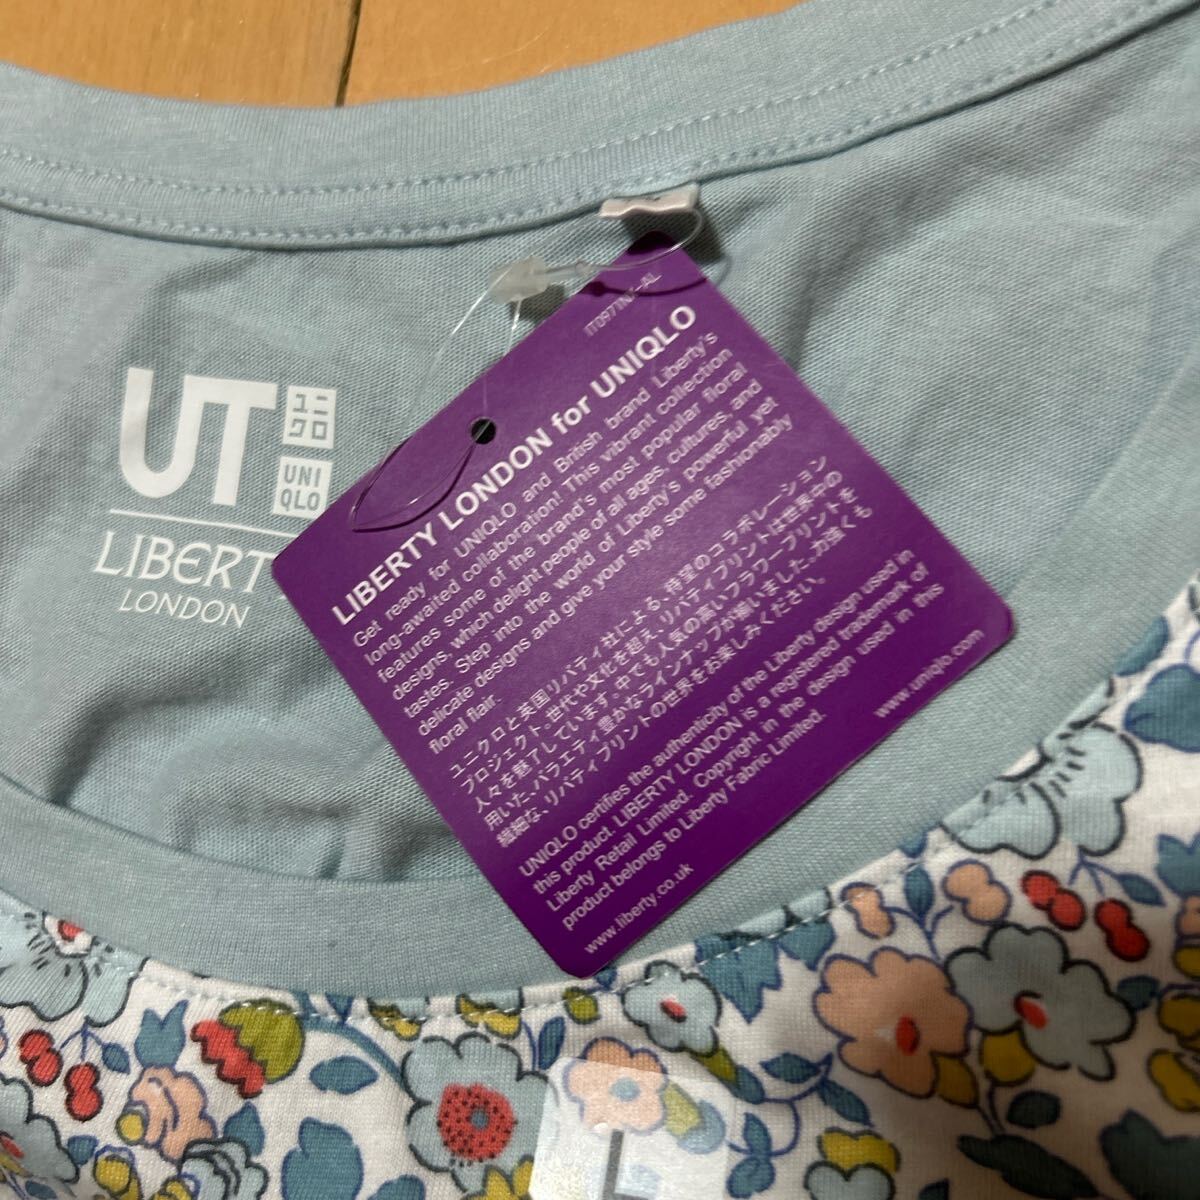 UT
ユニ
クロ
UNI
QLO
LIBERT
LONDON
IT0971NX-AL
LIBERTY LONDON for UNIQLO
Get ready for UNIQLO and British brand Liberty's
long-awaited collaboration! This vibrant collection
features some of the brand's most popular floral
designs, which delight people of all ages, cultures, and
tastes. Step into the world of Liberty's powerful yet
delicate designs and give your style some fashionably
floral flair.
ユニクロと英国リバティ社による、待望のコラボレーション
プロジェクト。世代や文化を超え、リバティプリントは世界中の
人々を魅了しています。中でも人気の高いフラワープリントを
用いた、バラエティ豊かなラインナップが揃いました。力強くも
繊細な、リバティプリントの世界をお楽しみください。
UNIQLO certifies the authenticity of the Liberty design used in
this product. LIBERTY LONDON is a registered trademark of
Liberty Retail Limited. Copyright in the design used in this
product belongs to Liberty Fabric Limited.
www.liberty.co.uk
www.uniqlo.com